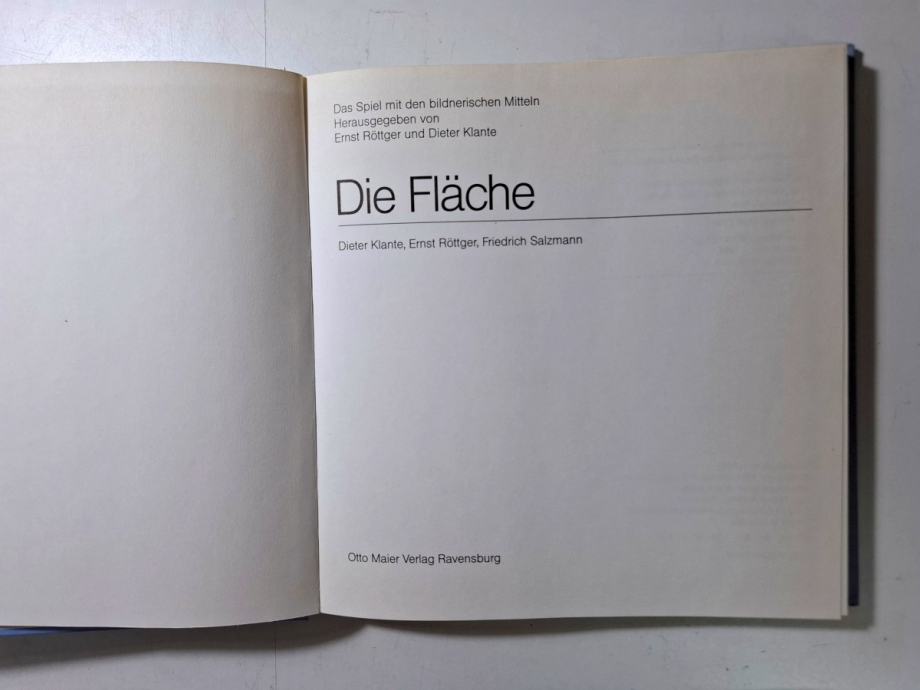 Das Spiel mit den bildnerischen Mitteln
Herausgegeben von
Ernst Röttger und Dieter Klante
Die Fläche
Dieter Klante, Ernst Röttger, Friedrich Salzmann
Otto Maier Verlag Ravensburg